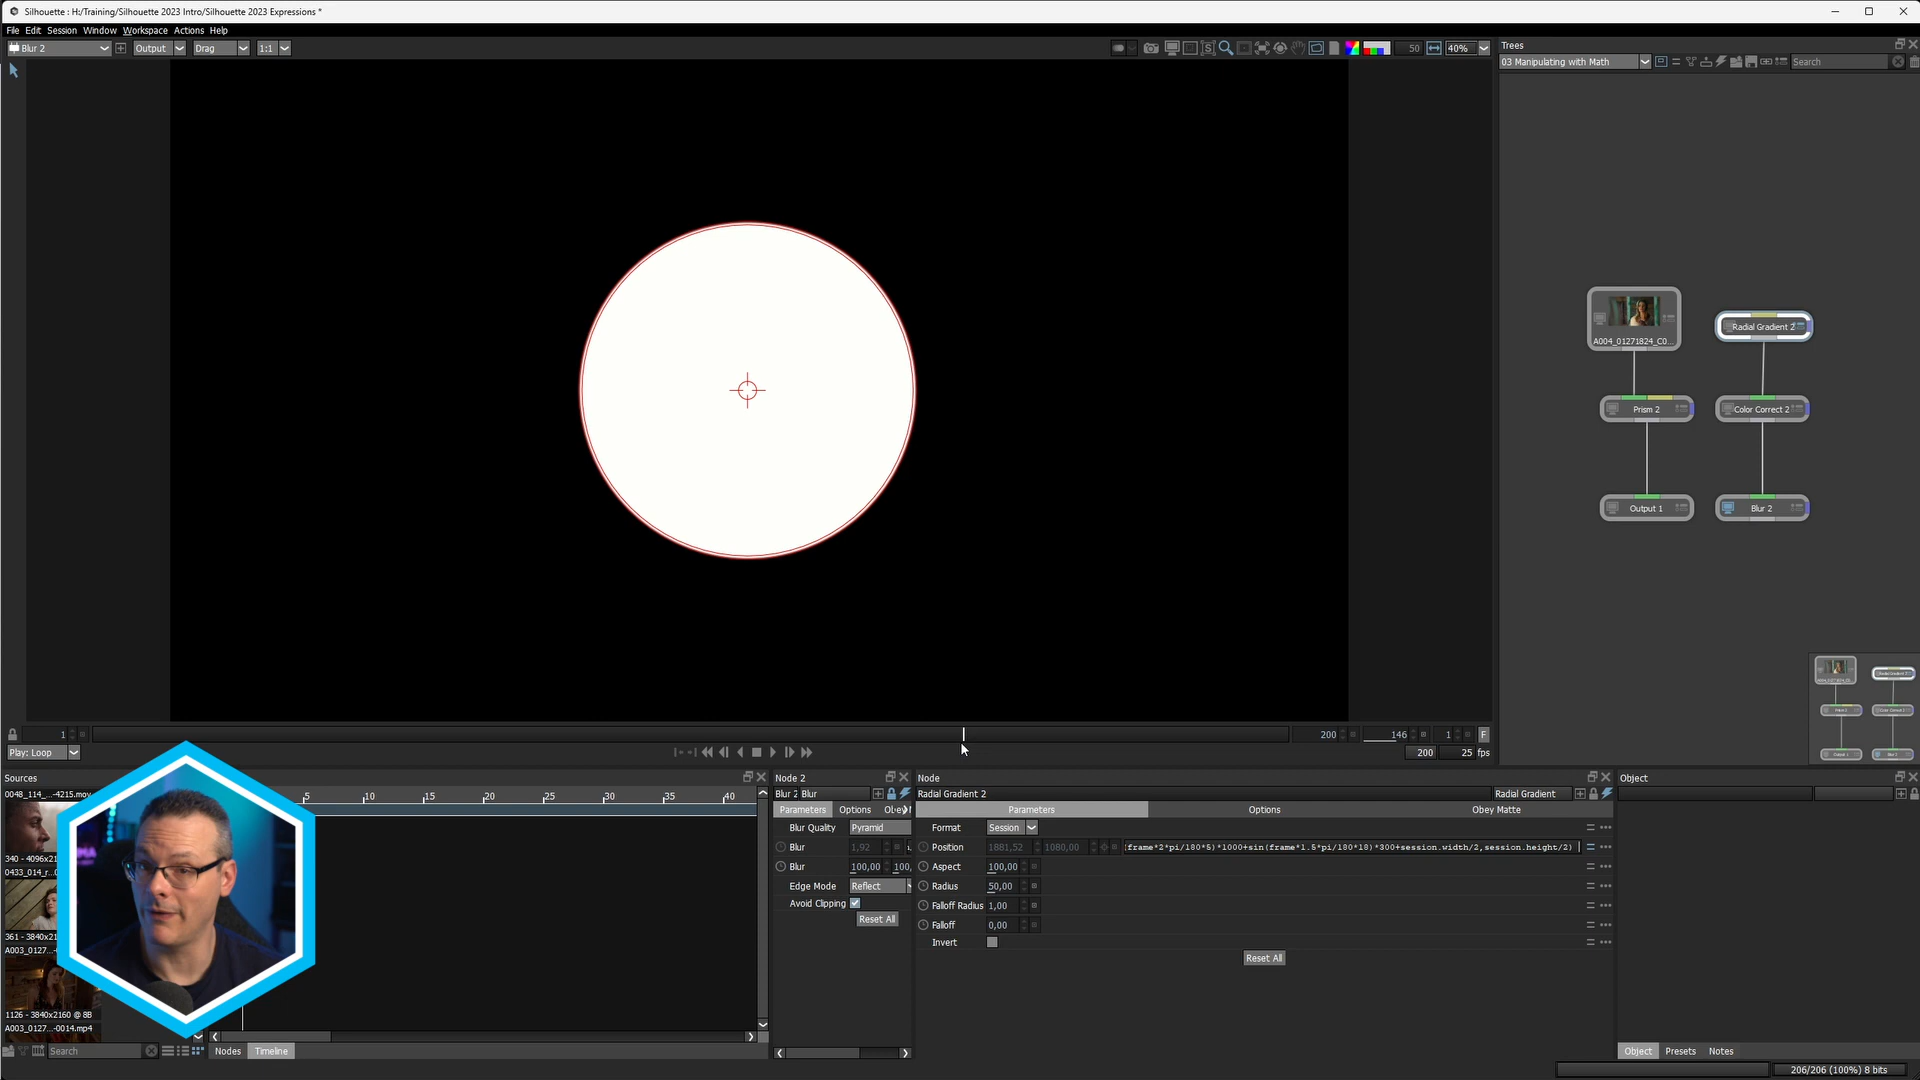 Silhouette : H:/Training/Silhouette 2023 Intro/Silhouette 2023 Expressions *
File Edit Session Window Workspace Actions Help
Blur 2 Output Drag 1:1 50 40%
Trees
03 Manipulating with Math Search
A004_01271824_C0...
Radial Gradient 2
Prism 2 Color Correct 2
Output 1 Blur 2
1 200 146 1 F
Play: Loop 200 25 fps
Sources
0048_114_...-4215.mov
340 - 4096x21
0433_014_r...
361 - 3840x21
A003_0127...
1126 - 3840x2160 @ 8B
A003_0127...-0014.mp4
Search
5 10 15 20 25 30 35 40
Nodes Timeline
Node 2
Blur 2 Blur
Parameters Options Obey
Blur Quality Pyramid
Blur 1,92
Blur 100,00 100,
Edge Mode Reflect
Avoid Clipping
Reset All
Node
Radial Gradient 2 Radial Gradient
Parameters Options Obey Matte
Format Session
Position 1881,52 1080,00 (frame*2*pi/180*5)*1000+sin(frame*1.5*pi/180*18)*300+session.width/2,session.height/2)
Aspect 100,00
Radius 50,00
Falloff Radius 1,00
Falloff 0,00
Invert
Reset All
Object
Object Presets Notes
206/206 (100%) 8 bits